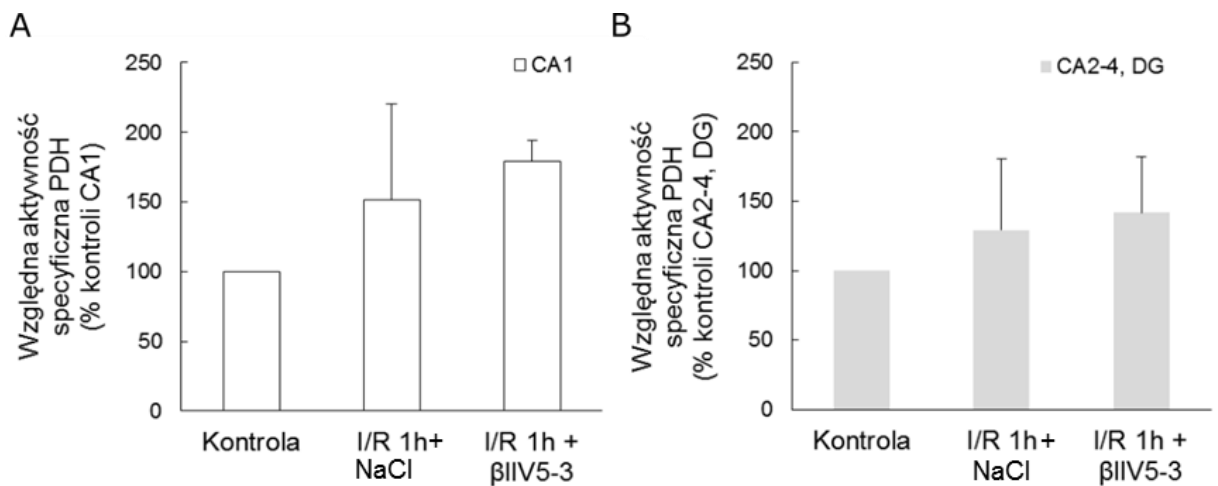 A
Względna aktywność
specyficzna PDH
(% kontroli CA1)
250
200
150
100
50
0
CA1
Kontrola
I/R 1h+
NaCl
I/R 1h +
βIIV5-3
B
Względna aktywność
specyficzna PDH
(% kontroli CA2-4, DG)
250
200
150
100
50
0
CA2-4, DG
Kontrola
I/R 1h+
NaCl
I/R 1h +
βIIV5-3